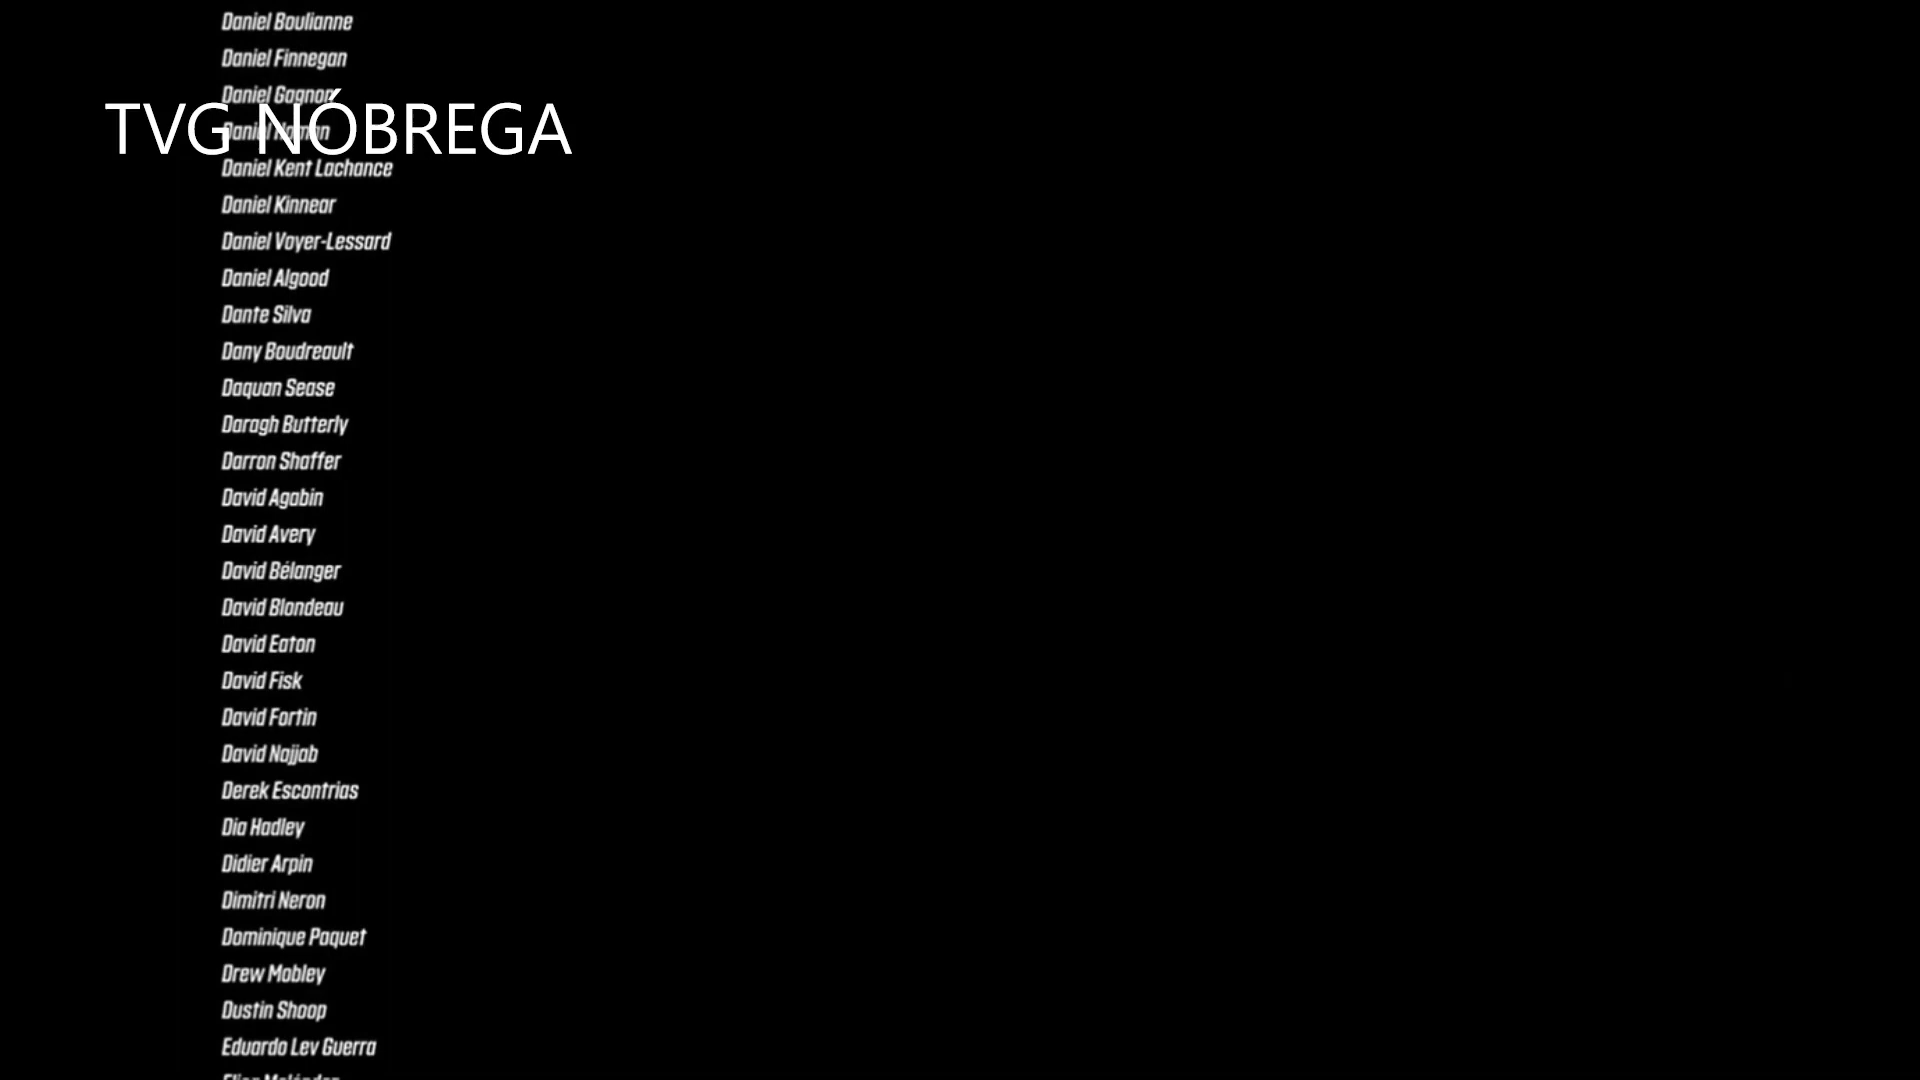 Daniel Boulianne
Daniel Finnegan
Daniel Gagnon
TVG NÓBREGA
Daniel
Daniel Kent Lachance
Daniel Kinnear
Daniel Voyer-Lessard
Daniel Algood
Dante Silva
Dany Boudreault
Daquan Sease
Daragh Butterly
Darron Shaffer
David Agabin
David Avery
David Bélanger
David Blondeau
David Eaton
David Fisk
David Fortin
David Najjab
Derek Escontrias
Dia Hadley
Didier Arpin
Dimitri Neron
Dominique Paquet
Drew Mobley
Dustin Shoop
Eduardo Lev Guerra